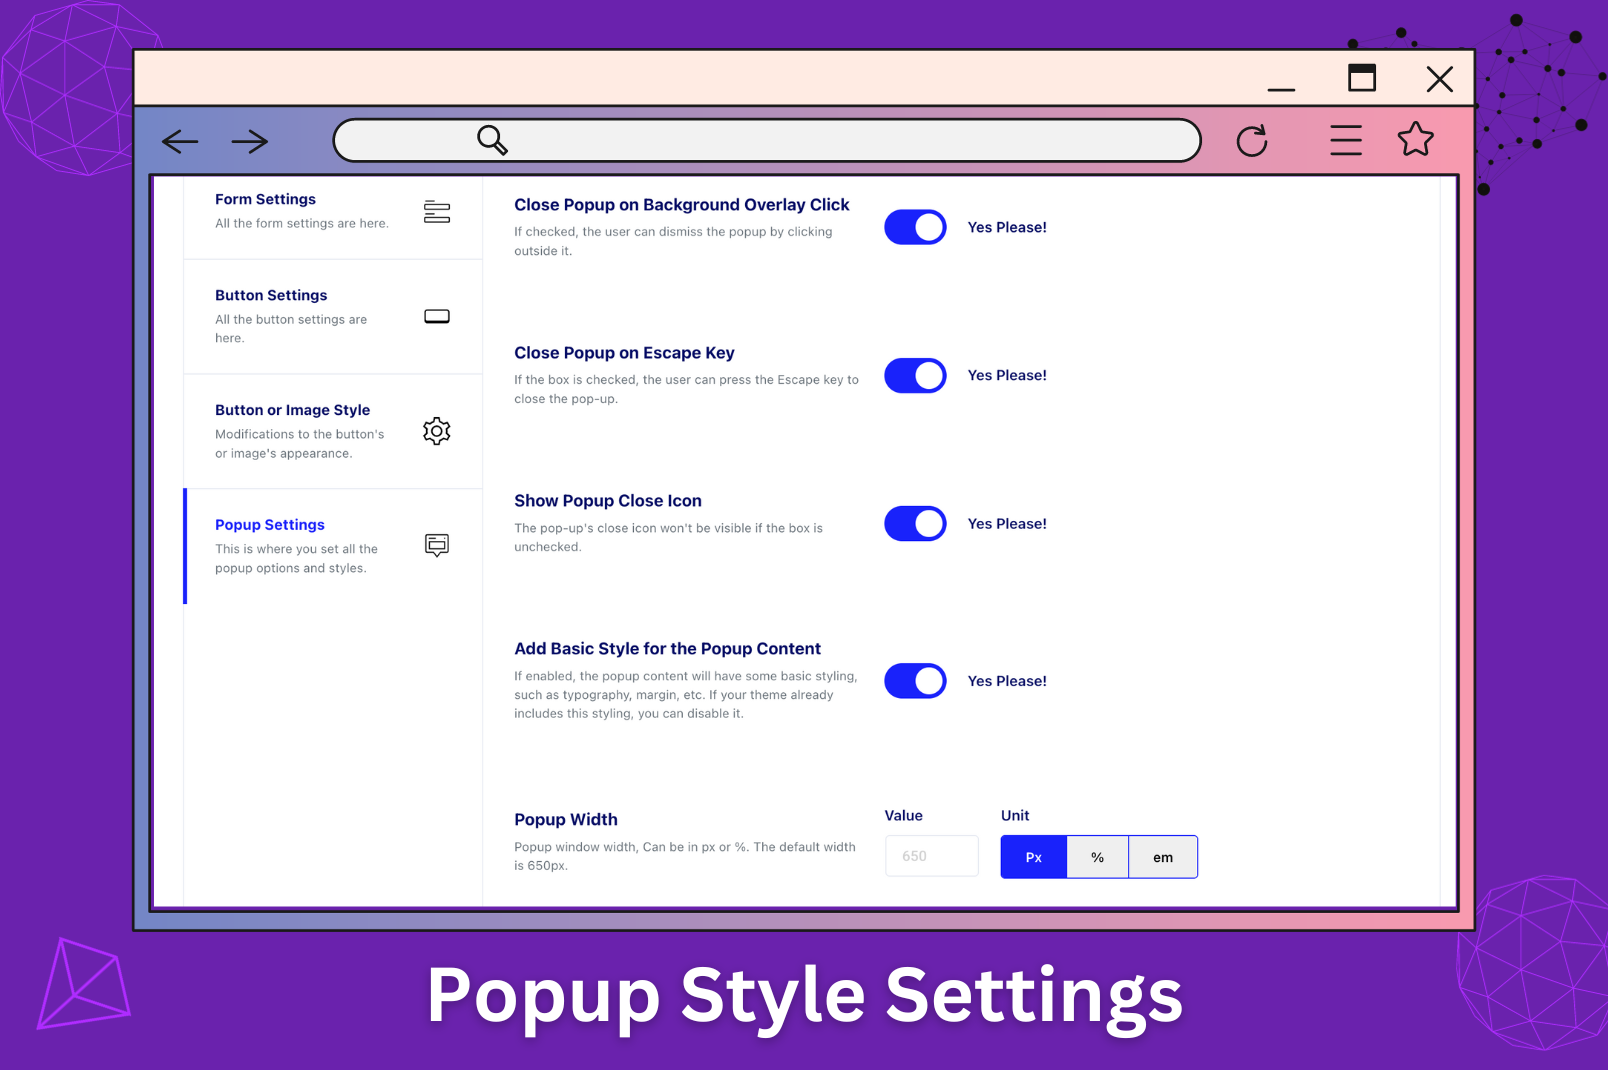 Form Settings
All the form settings are here.
Button Settings
All the button settings are
here.
Button or Image Style
Modifications to the button's
or image's appearance.
Popup Settings
This is where you set all the
popup options and styles.
Close Popup on Background Overlay Click
If checked, the user can dismiss the popup by clicking
outside it.
Yes Please!
Close Popup on Escape Key
If the box is checked, the user can press the Escape key to
close the pop-up.
Yes Please!
Show Popup Close Icon
The pop-up's close icon won't be visible if the box is
unchecked.
Yes Please!
Add Basic Style for the Popup Content
If enabled, the popup content will have some basic styling,
such as typography, margin, etc. If your theme already
includes this styling, you can disable it.
Yes Please!
Popup Width
Popup window width, Can be in px or %. The default width
is 650px.
Value
650
Unit
Px % em
Popup Style Settings